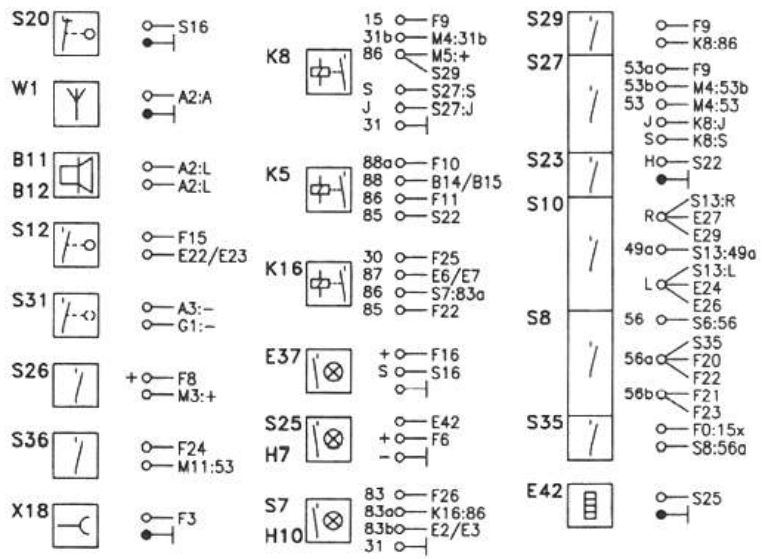 S20
S16
W1
A2:A
B11
A2:L
B12
A2:L
S12
F15
E22/E23
S31
A3:-
G1:-
S26
+ F8
M3:+
S36
F24
M11:53
X18
F3
K8
15 F9
31b M4:31b
86 M5:+
S29
S S27:S
J S27:J
31
K5
88a F10
88 B14/B15
86 F11
85 S22
K16
30 F25
87 E6/E7
86 S7:83a
85 F22
E37
+ F16
S S16
S25
E42
+ F6
H7
-
S7
83 F26
83a K16:86
H10
83b E2/E3
31
S29
F9
K8:86
S27
53a F9
53b M4:53b
53 M4:53
J K8:J
S K8:S
S23
H S22
S10
S13:R
R E27
E29
49a S13:49a
S13:L
L E24
E26
S8
56 S6:56
S35
56a F20
F22
56b F21
F23
S35
F0:15x
S8:56a
E42
S25